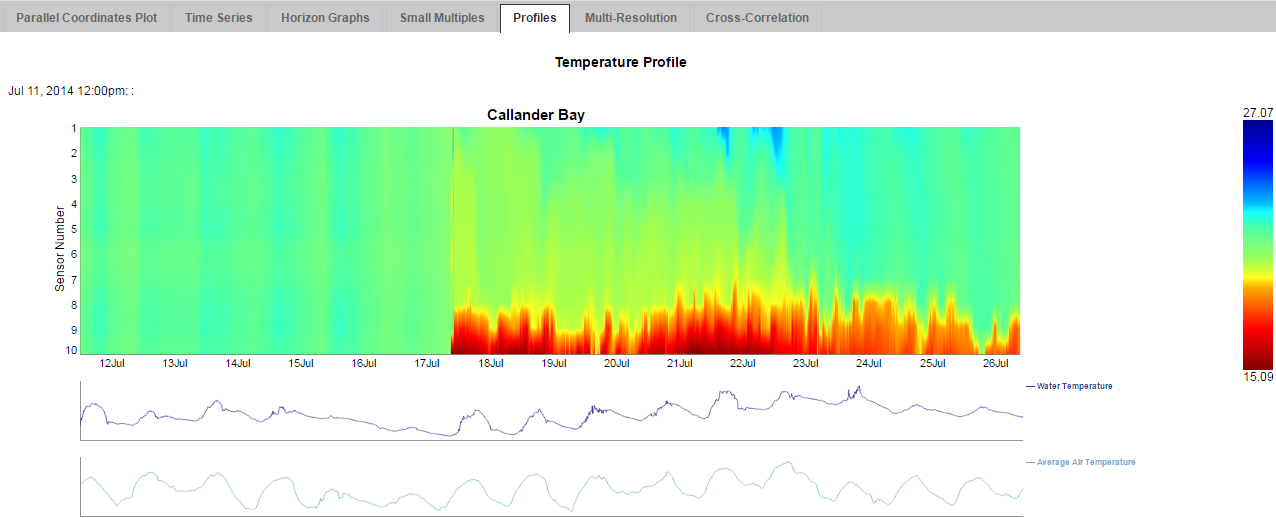 Parallel Coordinates Plot Time Series Horizon Graphs Small Multiples Profiles Multi-Resolution Cross-Correlation
Temperature Profile
Jul 11, 2014 12:00pm: :
Callander Bay
27.07
15.09
Sensor Number
1
2
3
4
5
6
7
8
9
10
12Jul 13Jul 14Jul 15Jul 16Jul 17Jul 18Jul 19Jul 20Jul 21Jul 22Jul 23Jul 24Jul 25Jul 26Jul
Water Temperature
Average Air Temperature